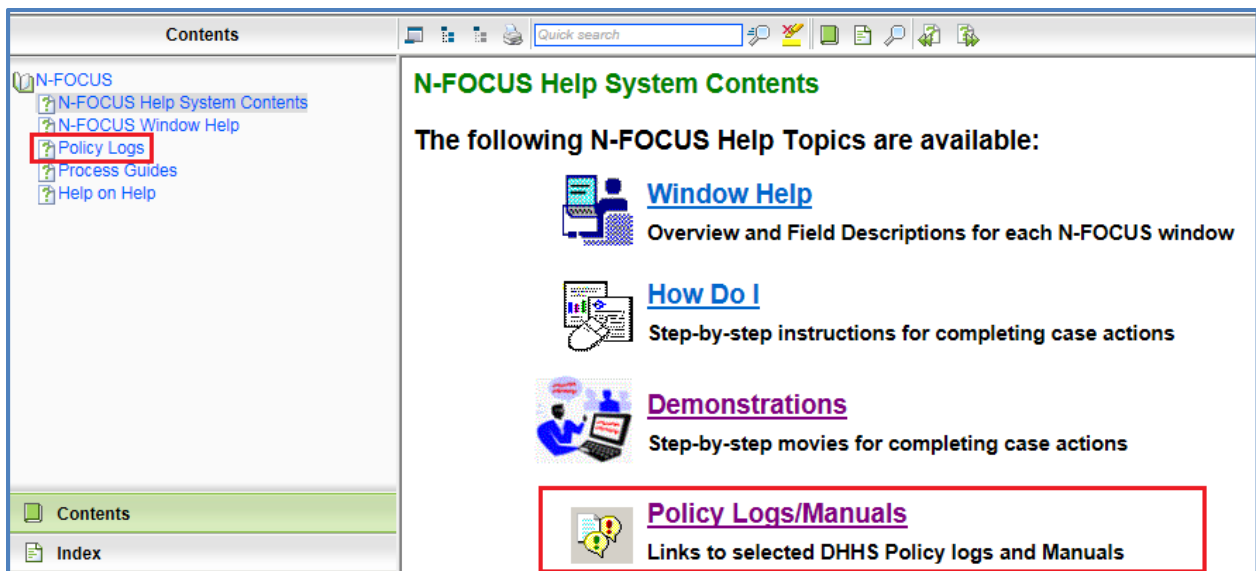 Contents
Quick search
N-FOCUS
N-FOCUS Help System Contents
N-FOCUS Window Help
Policy Logs
Process Guides
Help on Help
Contents
Index
N-FOCUS Help System Contents
The following N-FOCUS Help Topics are available:
Window Help
Overview and Field Descriptions for each N-FOCUS window
How Do I
Step-by-step instructions for completing case actions
Demonstrations
Step-by-step movies for completing case actions
Policy Logs/Manuals
Links to selected DHHS Policy logs and Manuals